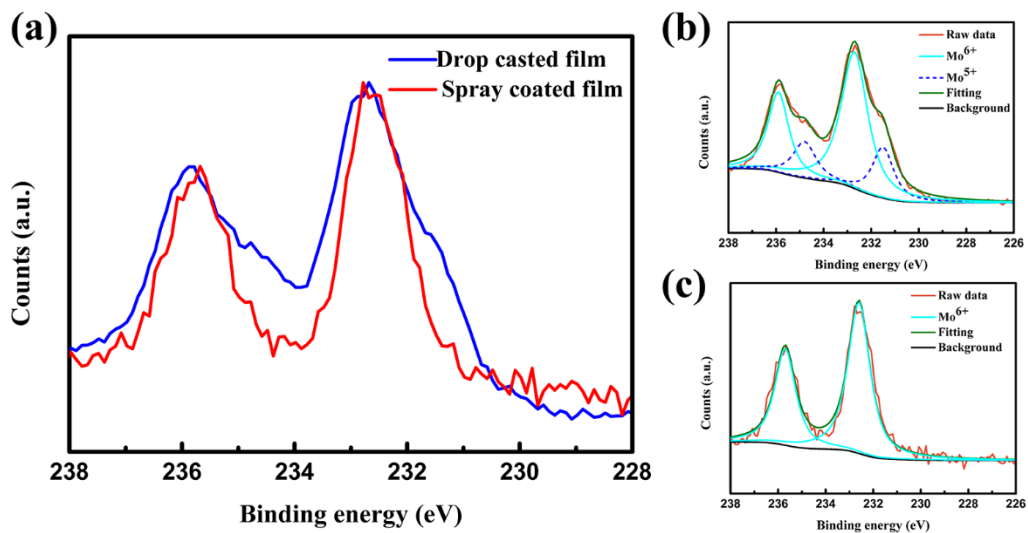 (a)
Drop casted film
Spray coated film
Counts (a.u.)
238 236 234 232 230 228
Binding energy (eV)
(b)
Raw data
Mo⁶⁺
Mo⁵⁺
Fitting
Background
Counts (a.u.)
238 236 234 232 230 228 226
Binding energy (eV)
(c)
Raw data
Mo⁶⁺
Fitting
Background
Counts (a.u.)
238 236 234 232 230 228 226
Binding energy (eV)